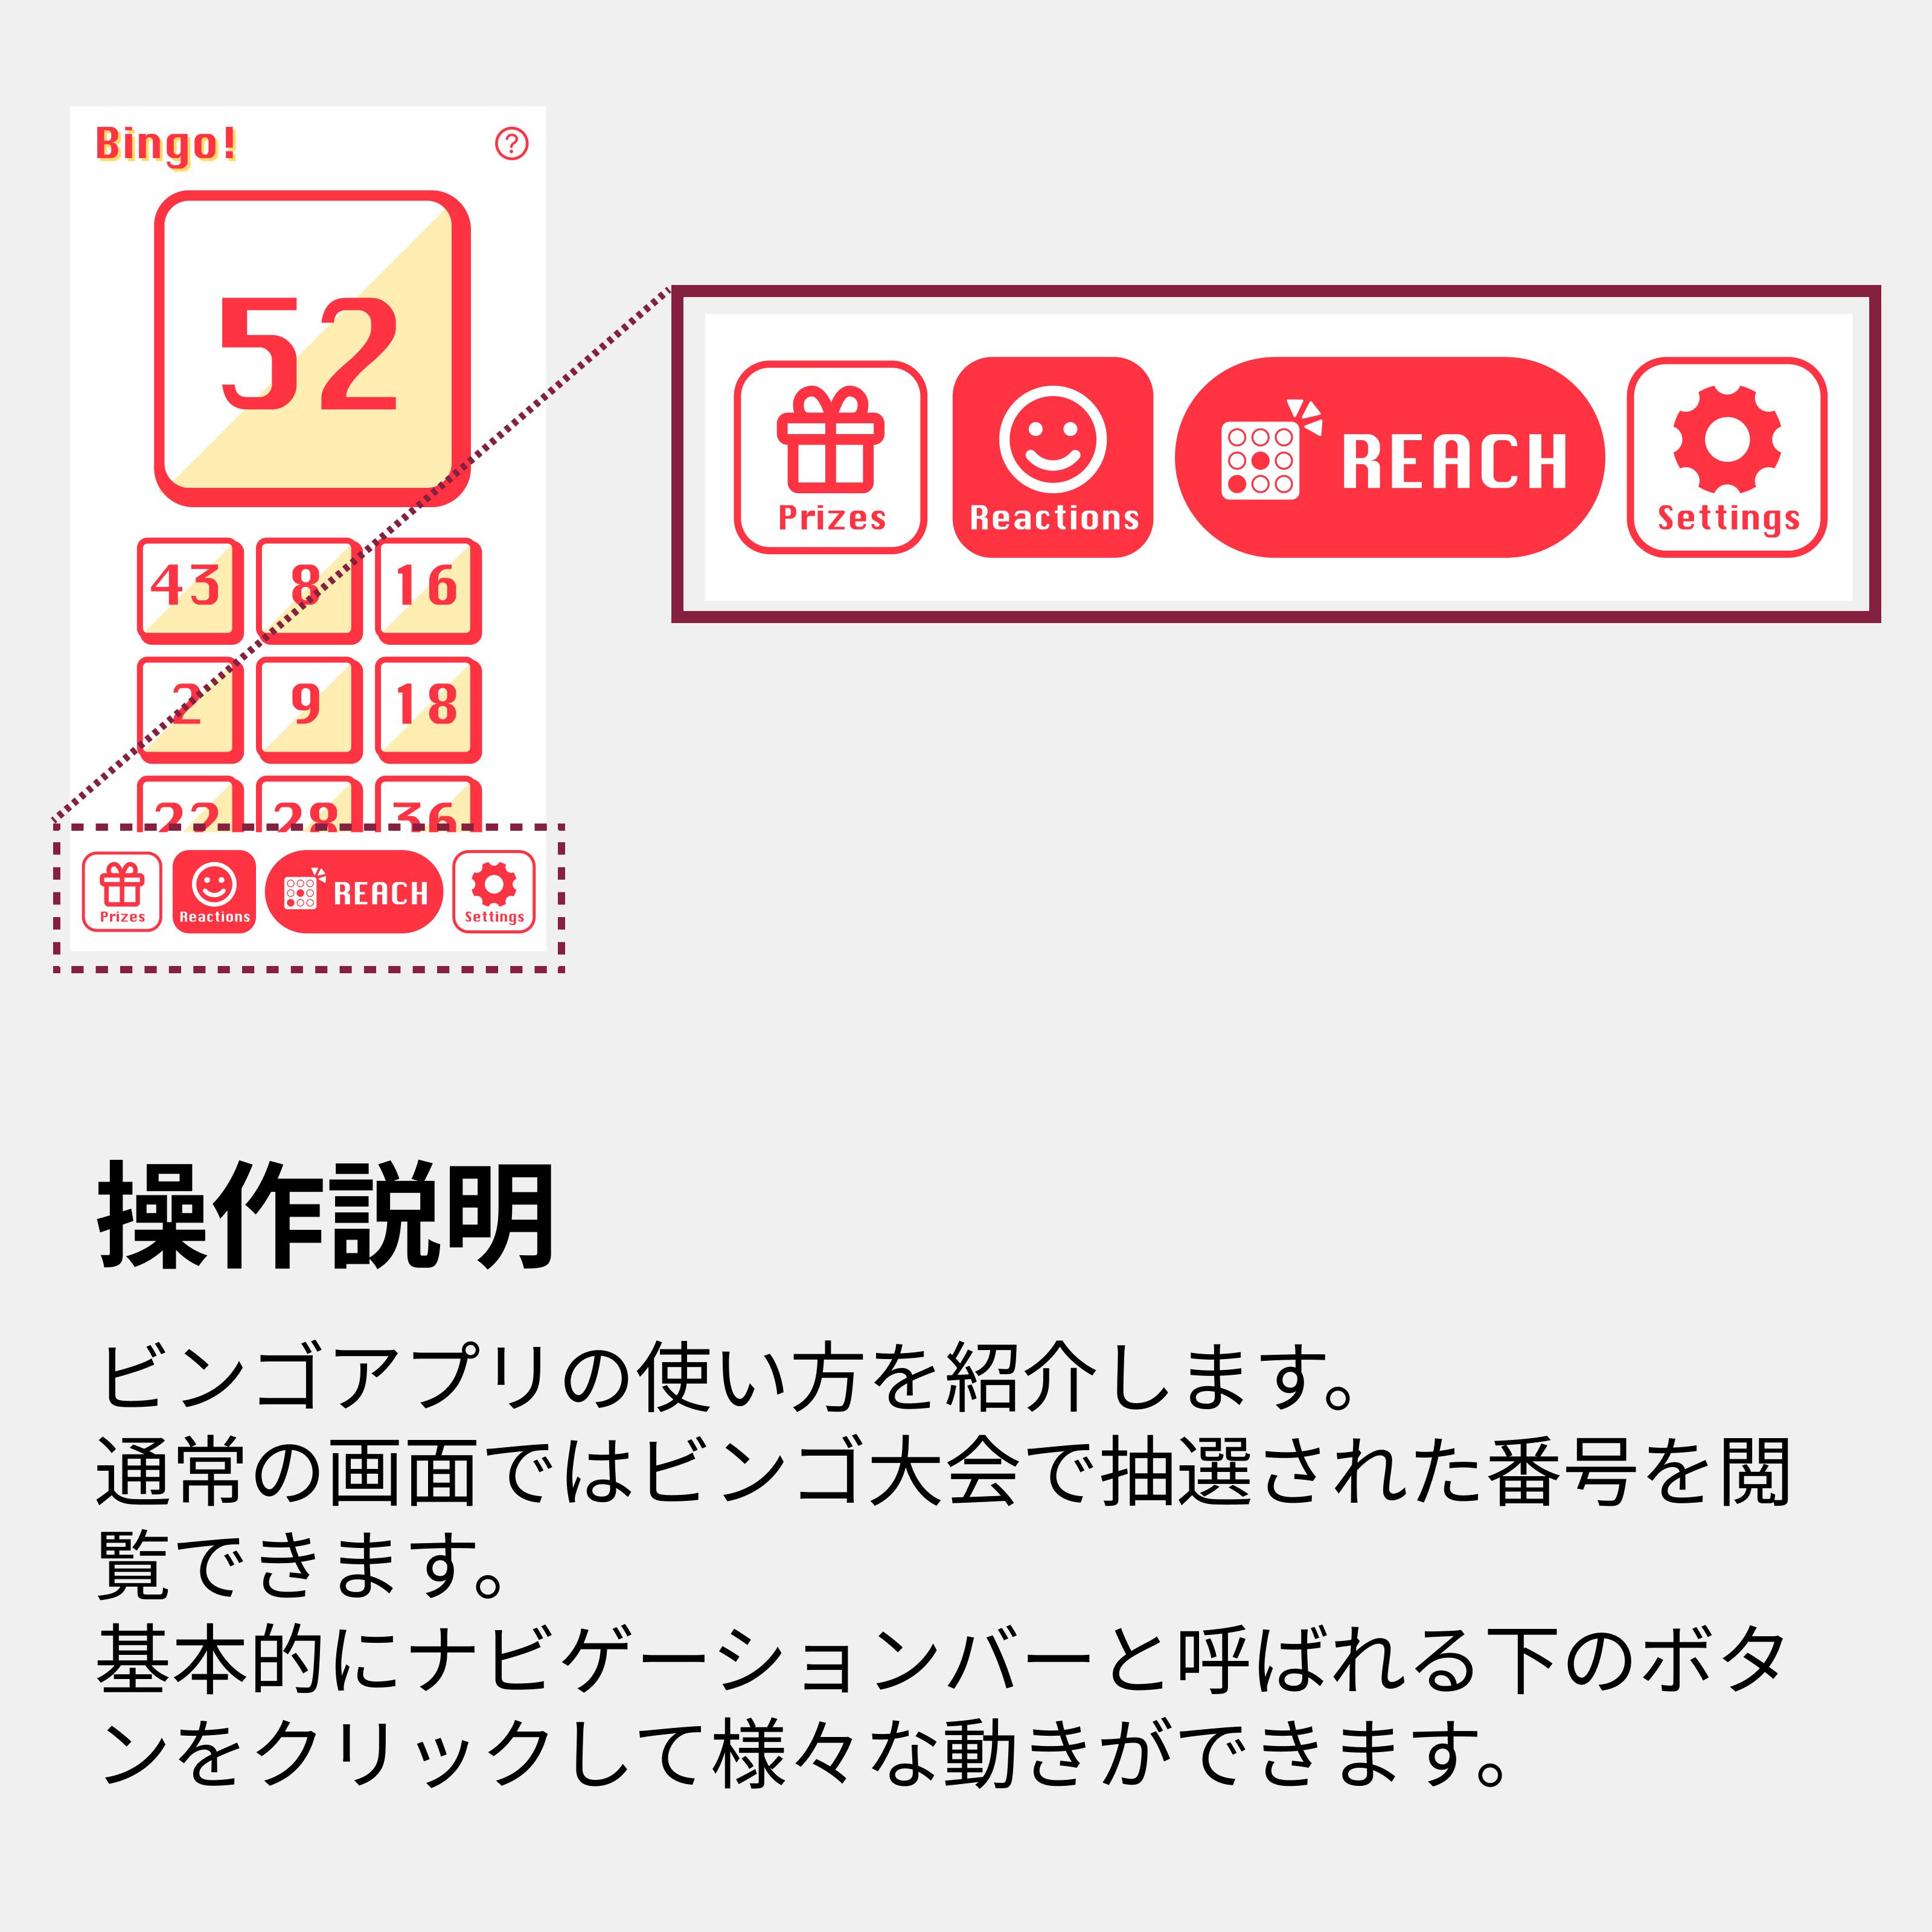 Bingo!
?
52
43 8 16
2 9 18
22 28 36
Prizes Reactions REACH Settings
Prizes Reactions REACH Settings
操作説明
ビンゴアプリの使い方を紹介します。
通常の画面ではビンゴ大会で抽選された番号を閲
覧できます。
基本的にナビゲーションバーと呼ばれる下のボタ
ンをクリックして様々な動きができます。